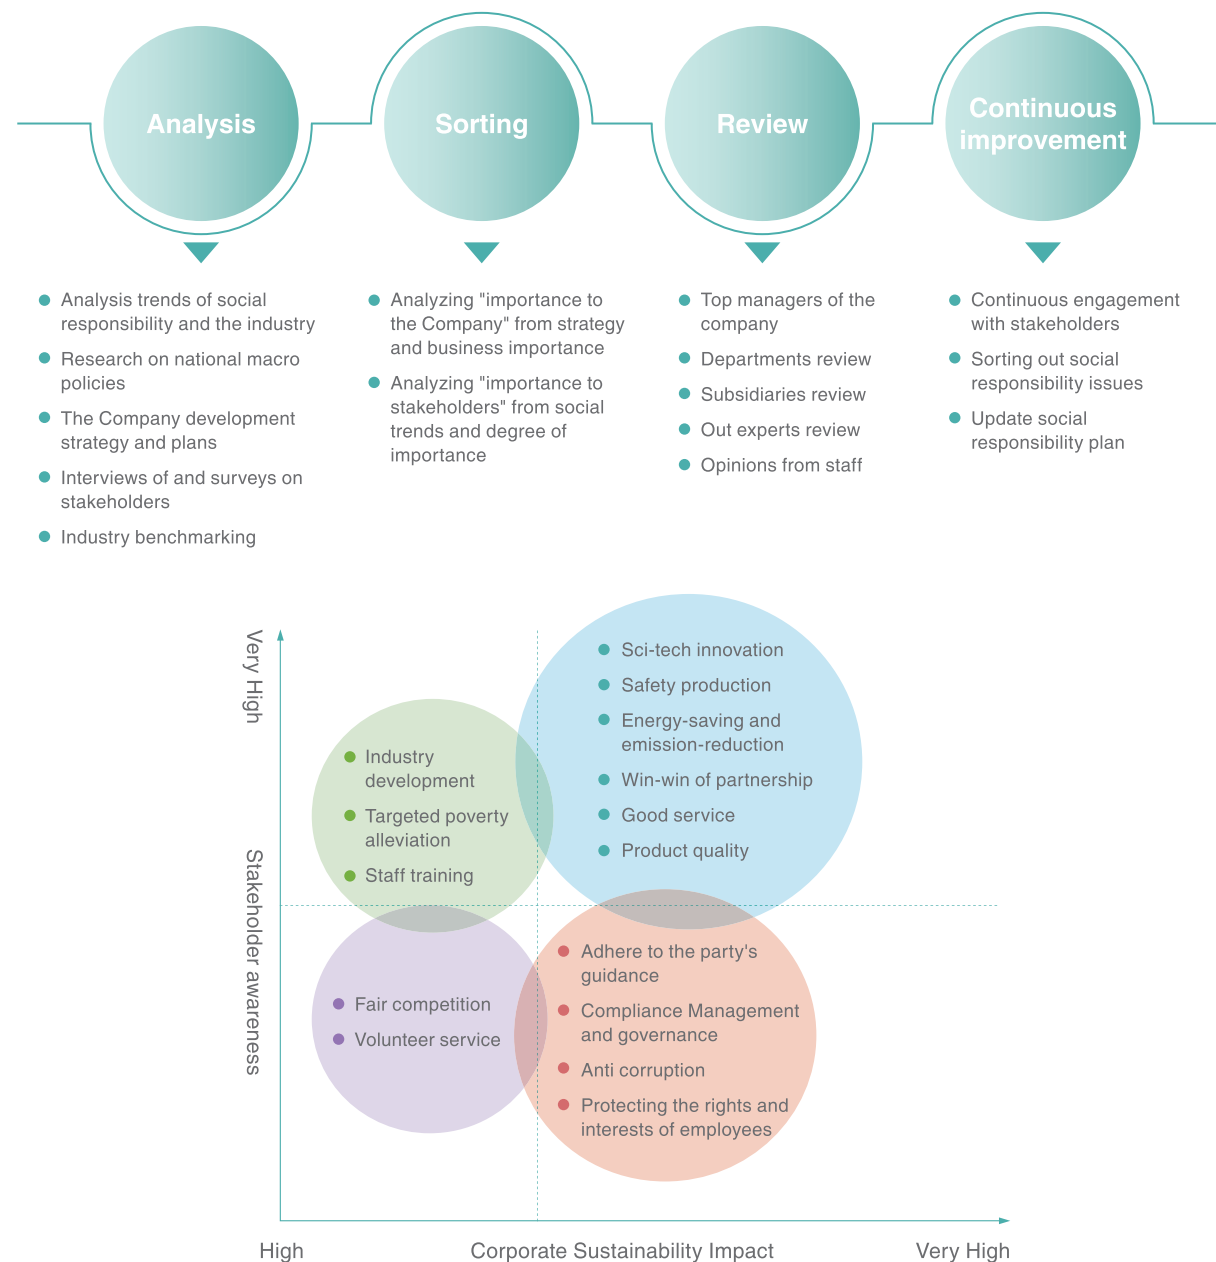 Analysis
Sorting
Review
Continuous
improvement
Analysis trends of social
responsibility and the industry
Research on national macro
policies
The Company development
strategy and plans
Interviews of and surveys on
stakeholders
Industry benchmarking
Analyzing "importance to
the Company" from strategy
and business importance
Analyzing "importance to
stakeholders" from social
trends and degree of
importance
Top managers of the
company
Departments review
Subsidiaries review
Out experts review
Opinions from staff
Continuous engagement
with stakeholders
Sorting out social
responsibility issues
Update social
responsibility plan
Very High
Stakeholder awareness
Industry
development
Targeted poverty
alleviation
Staff training
Sci-tech innovation
Safety production
Energy-saving and
emission-reduction
Win-win of partnership
Good service
Product quality
Fair competition
Volunteer service
Adhere to the party's
guidance
Compliance Management
and governance
Anti corruption
Protecting the rights and
interests of employees
High
Corporate Sustainability Impact
Very High